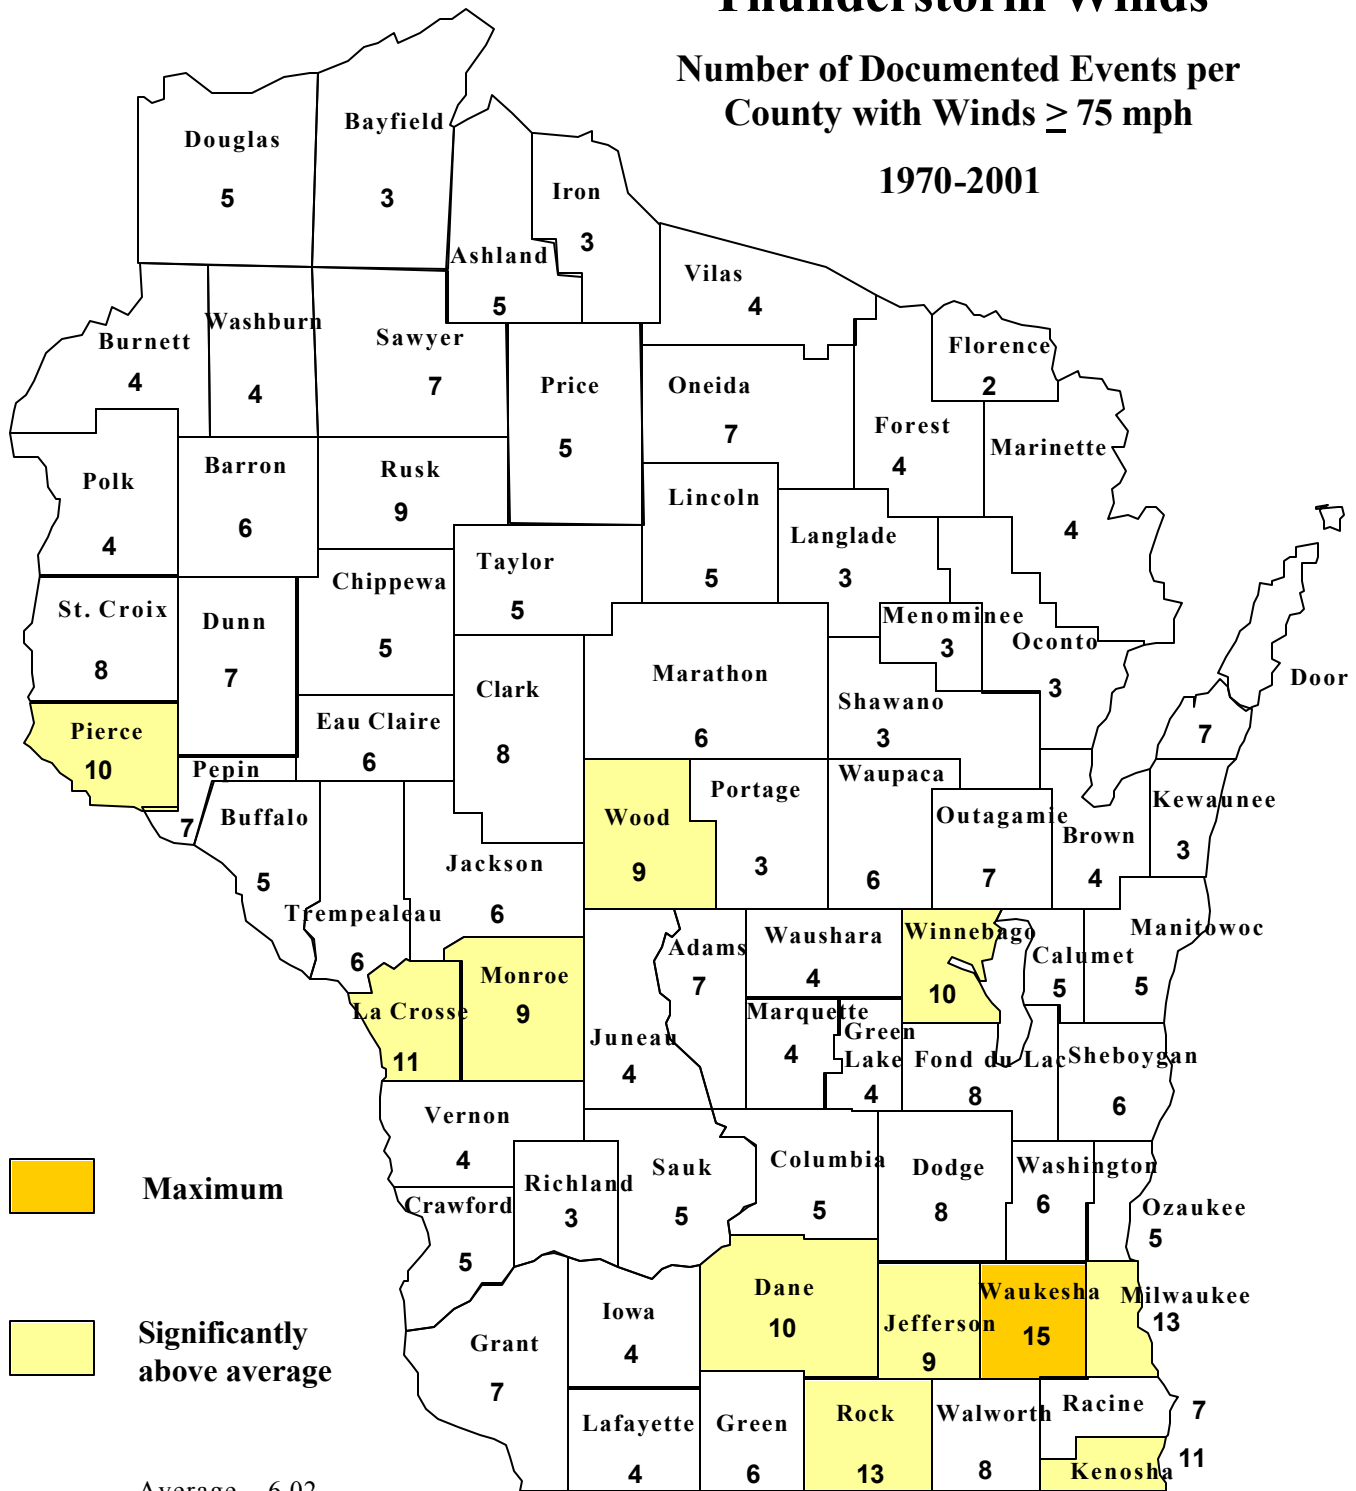 Thunderstorm Winds
Number of Documented Events per
County with Winds ≥ 75 mph
1970-2001
Douglas
5
Bayfield
3
Iron
3
Ashland
5
Vilas
4
Burnett
4
Washburn
4
Sawyer
7
Price
5
Oneida
7
Florence
2
Forest
4
Marinette
4
Polk
4
Barron
6
Rusk
9
Lincoln
5
Langlade
3
Taylor
5
Chippewa
5
St. Croix
8
Dunn
7
Menominee
3
Oconto
3
Door
7
Marathon
6
Clark
8
Shawano
3
Pierce
10
Eau Claire
6
Pepin
7
Buffalo
5
Wood
9
Portage
3
Waupaca
6
Outagamie
7
Brown
4
Kewaunee
3
Jackson
6
Trempealeau
6
Monroe
9
La Crosse
11
Juneau
4
Adams
7
Waushara
4
Winnebago
10
Calumet
5
Manitowoc
5
Marquette
4
Green
Lake
4
Fond du Lac
8
Sheboygan
6
Vernon
4
Crawford
5
Richland
3
Sauk
5
Columbia
5
Dodge
8
Washington
6
Ozaukee
5
Maximum
Significantly
above average
Grant
7
Iowa
4
Dane
10
Jefferson
9
Waukesha
15
Milwaukee
13
Lafayette
4
Green
6
Rock
13
Walworth
8
Racine
7
Kenosha
11
Average 6.02